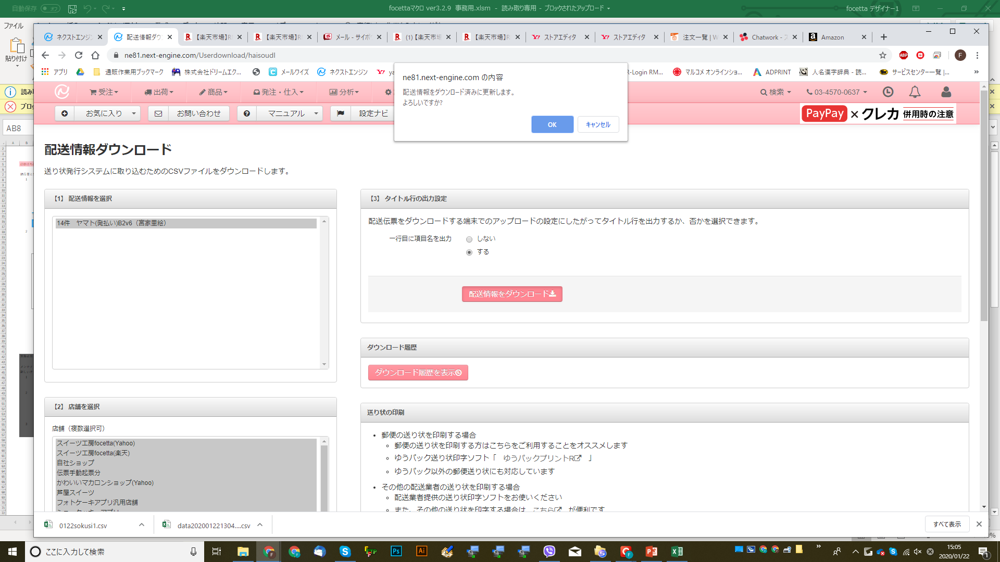 自動保存 オフ
focettaマクロ ver3.2.9 事務用.xlsm - 読み取り専用 - ブロックされたアップロード
focetta デザイナー1
ファイル
ネクストエンジ
配送情報ダウ
【楽天市場】R
【楽天市場】R
メール - サイボ
(1) 【楽天市
【楽天市場】R
ストアエディタ
ストアエディタ
注文一覧 | W
Chatwork - ス
Amazon
貼り付け
ne81.next-engine.com/Userdownload/haisoudl
アプリ
通販作業用ブックマーク
株式会社ドリームエク...
メールワイズ
ネクストエンジン
R-Login RM...
マルコメ オンラインショ...
ADPRINT
人名漢字辞典 - 読...
サービスセンター一覧 |...
ne81.next-engine.com の内容
配送情報をダウンロード済みに更新します。
よろしいですか?
OK
キャンセル
受注
出荷
商品
発注・仕入
分析
検索
03-4570-0637
お気に入り
お問い合わせ
マニュアル
設定ナビ
PayPay×クレカ 併用時の注意
AB8
配送情報ダウンロード
送り状発行システムに取り込むためのCSVファイルをダウンロードします。
【1】 配送情報を選択
14件 ヤマト(発払い)B2v6（宮家里絵）
【2】 店舗を選択
店舗（複数選択可）
スイーツ工房focetta(Yahoo)
スイーツ工房focetta(楽天)
自社ショップ
伝票手動起票分
かわいいマカロンショップ(Yahoo)
芦屋スイーツ
フォトケーキアプリ汎用店舗
【3】 タイトル行の出力設定
配送伝票をダウンロードする端末でのアップロードの設定にしたがってタイトル行を出力するか、否かを選択できます。
一行目に項目名を出力
しない
する
配送情報をダウンロード
ダウンロード履歴
ダウンロード履歴を表示
送り状の印刷
郵便の送り状を印刷する場合
郵便の送り状を印刷する方はこちらをご利用することをオススメします
ゆうパック送り状印字ソフト「 ゆうパックプリントR 」
ゆうパック以外の郵便送り状にも対応しています
その他の配送業者の送り状を印刷する場合
配送業者提供の送り状印字ソフトをお使いください
また、その他の送り状を印字する場合は こちら が便利です
0122sokusi1.csv
data202001221304....csv
すべて表示
ここに入力して検索
15:05
2020/01/22